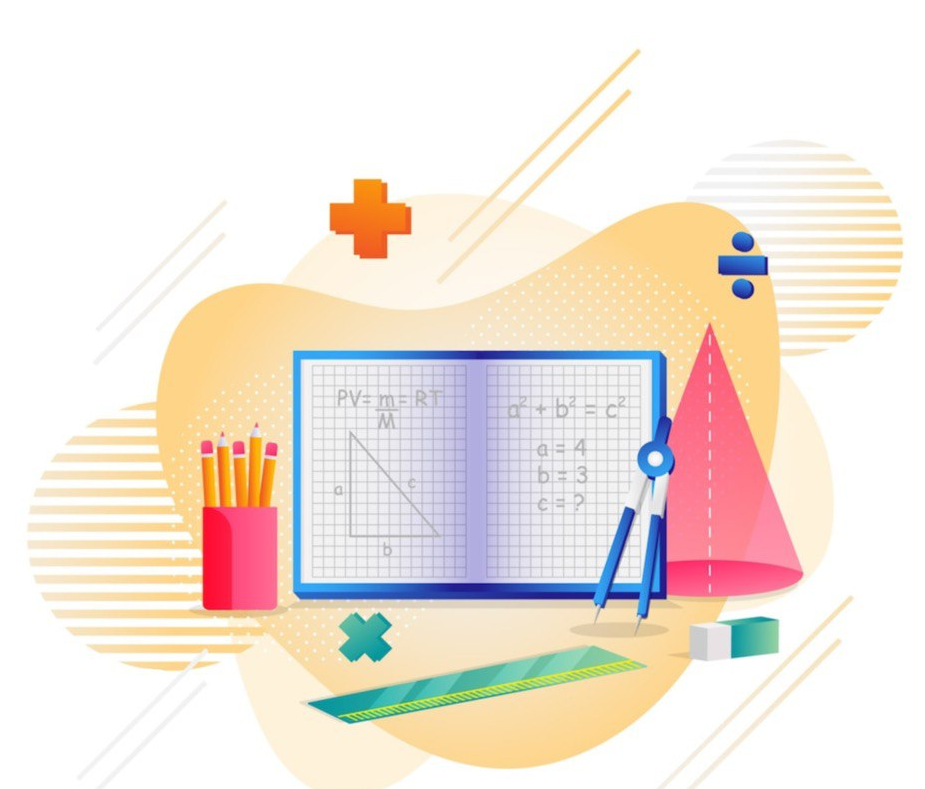 PV= m/M = RT
a
c
b
a² + b² = c²
a = 4
b = 3
c = ?